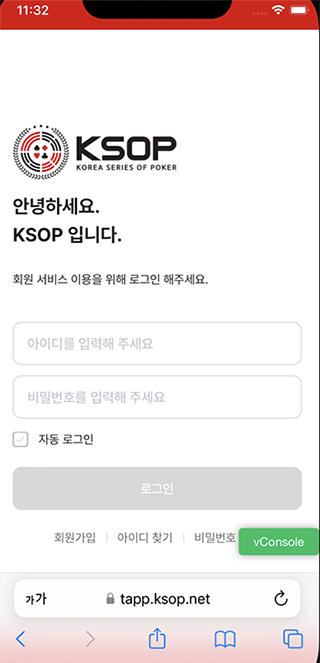 11:32
KSOP
KOREA SERIES OF POKER
안녕하세요.
KSOP 입니다.
회원 서비스 이용을 위해 로그인 해주세요.
아이디를 입력해 주세요
비밀번호를 입력해 주세요
자동 로그인
로그인
회원가입 | 아이디 찾기 | 비밀번호
vConsole
가가 tapp.ksop.net